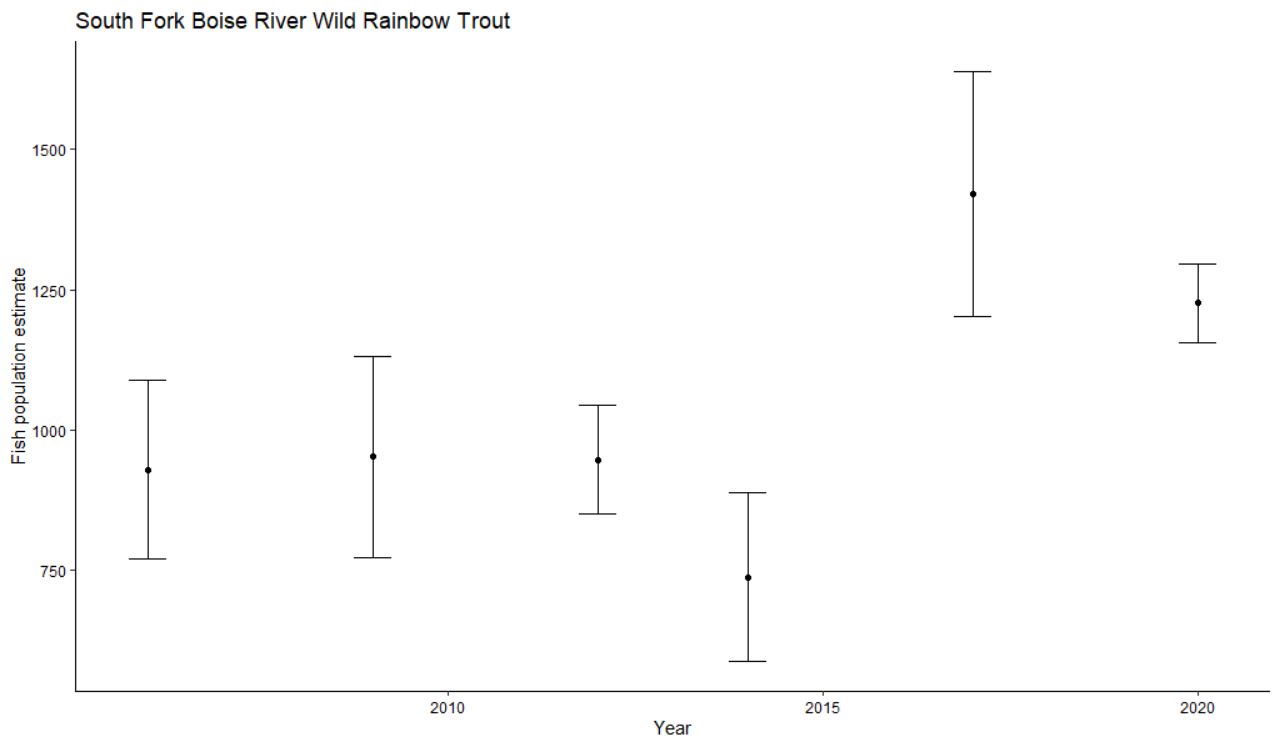 South Fork Boise River Wild Rainbow Trout
Fish population estimate
1500
1250
1000
750
2010 2015 2020
Year